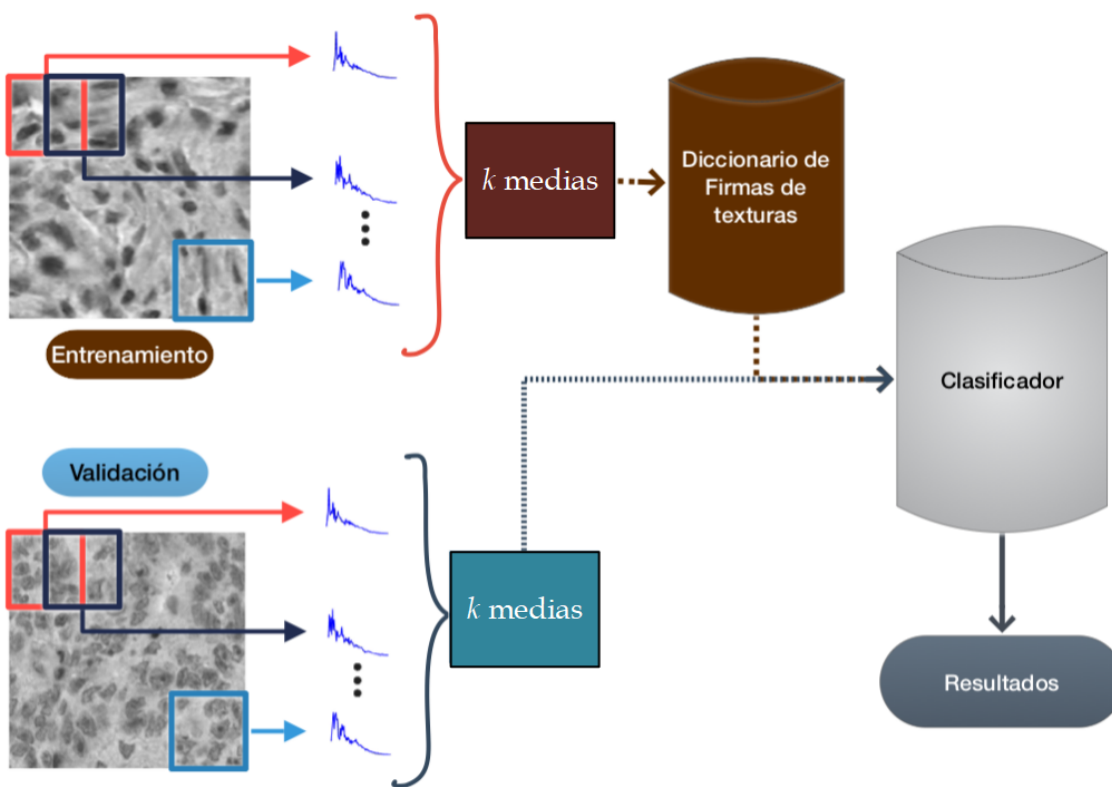 k medias
Diccionario de
Firmas de
texturas
Entrenamiento
Clasificador
Validación
k medias
Resultados